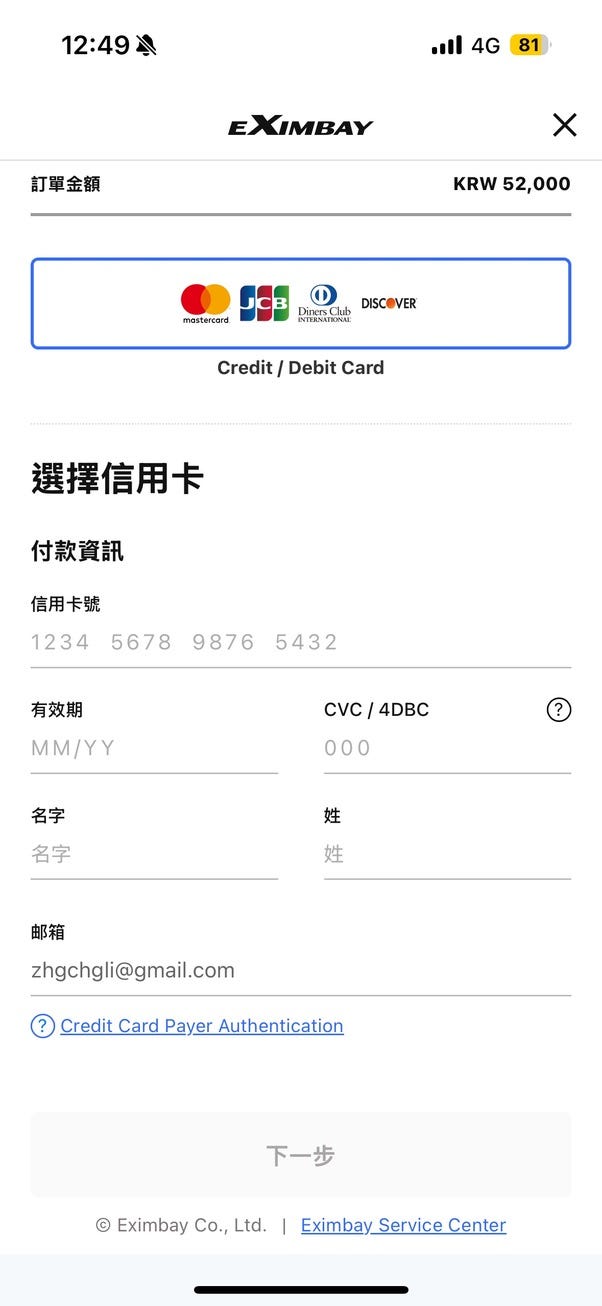 12:49 4G 81
EXIMBAY
訂單金額 KRW 52,000
mastercard JCB Diners Club INTERNATIONAL DISCOVER
Credit / Debit Card
選擇信用卡
付款資訊
信用卡號
1234 5678 9876 5432
有效期 CVC / 4DBC ?
MM/YY 000
名字 姓
名字 姓
邮箱
zhgchgli@gmail.com
? Credit Card Payer Authentication
下一步
© Eximbay Co., Ltd. | Eximbay Service Center